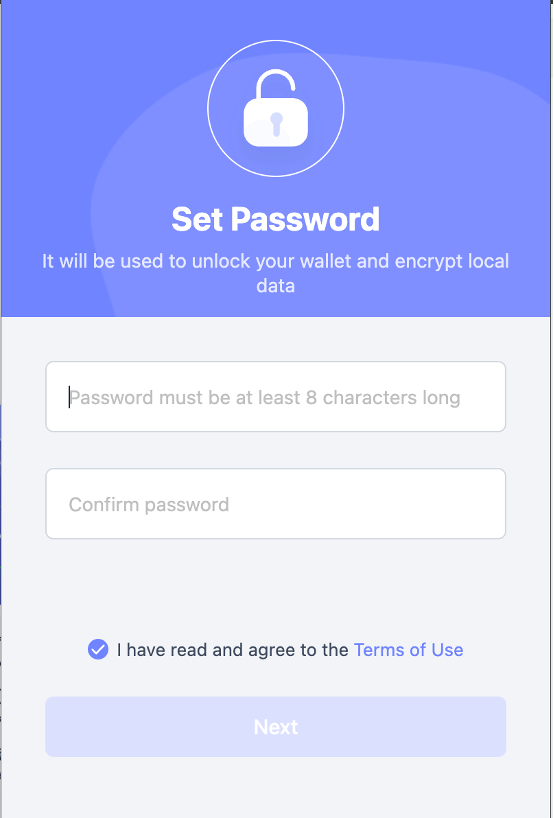 Set Password
It will be used to unlock your wallet and encrypt local
data
Password must be at least 8 characters long
Confirm password
I have read and agree to the Terms of Use
Next